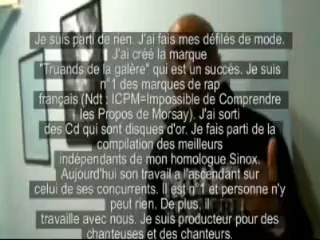 Je suis parti de rien. J'ai fais mes défilés de mode.
J'ai créé la marque
"Truands de la galère" qui est un succès. Je suis
n°1 des marques de rap
français (Ndt : ICPM=Impossible de Comprendre
les Propos de Morsay). J'ai sorti
des Cd qui sont disques d'or. Je fais parti de la
compilation des meilleurs
indépendants de mon homologue Sinox.
Aujourd'hui son travail a l'ascendant sur
celui de ses concurrents. Il est n°1 et personne n'y
peut rien. De plus, il
travaille avec nous. Je suis producteur pour des
chanteuses et des chanteurs.